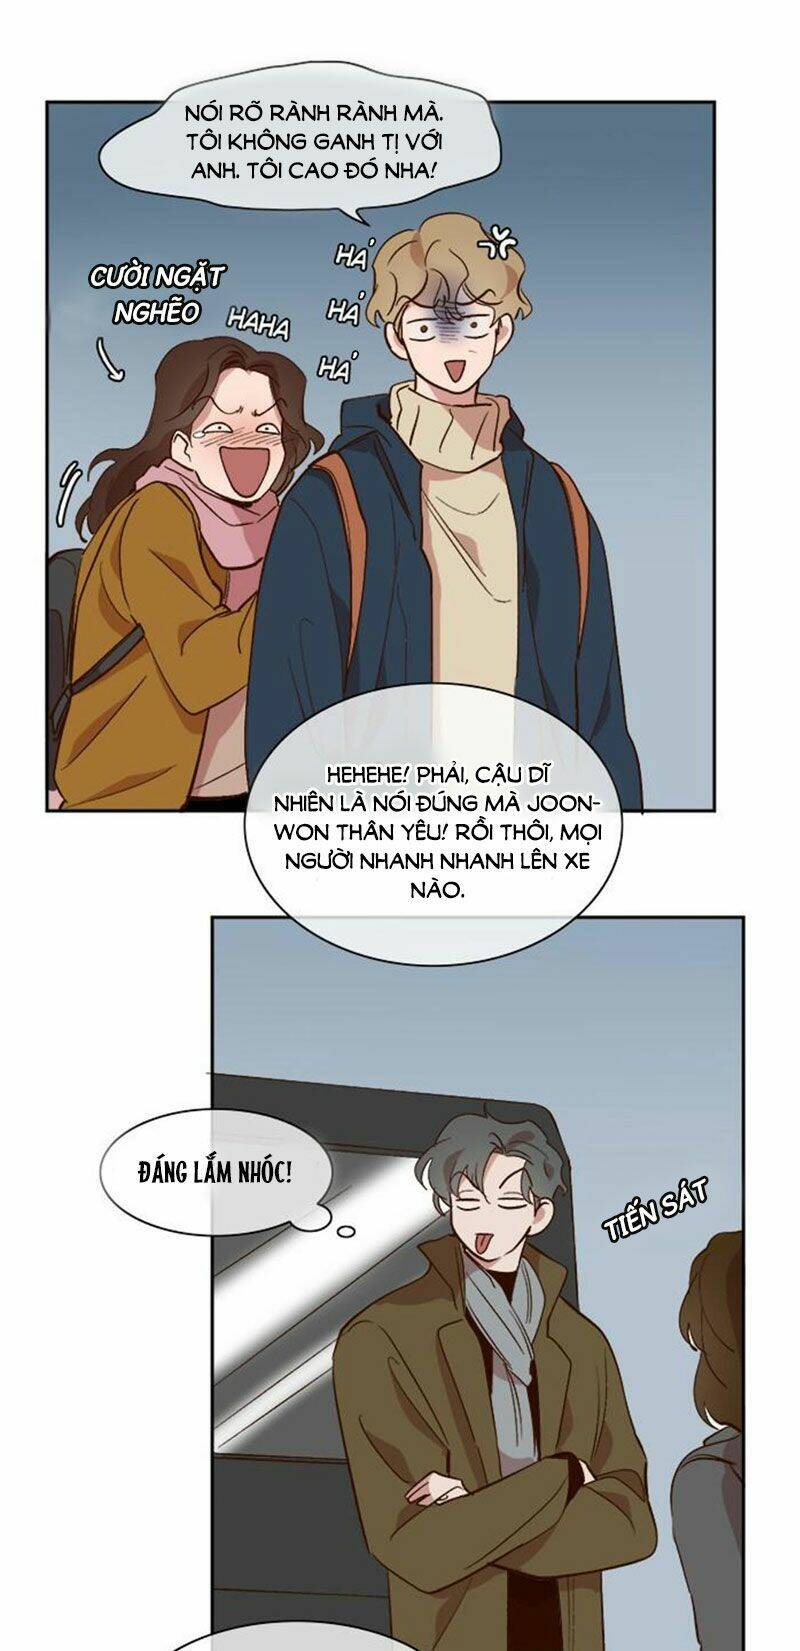 NÓI RÕ RÀNH RÀNH MÀ.
TÔI KHÔNG GANH TỊ VỚI
ANH. TÔI CAO ĐÓ NHA!
CƯỜI NGẶT
NGHẼO
HAHA
HÁ
HÁ
HÁ
HEHEHE! PHẢI, CẬU DĨ
NHIÊN LÀ NÓI ĐÚNG MÀ JOON-
WON THÂN YÊU! RỒI THÔI, MỌI
NGƯỜI NHANH NHANH LÊN XE
NÀO.
ĐÁNG LẮM NHÓC!
TIẾN SÁT